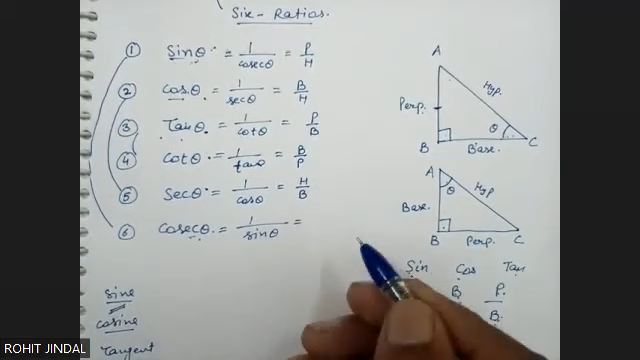 Six-Ratios.
① Sinθ = 1/cosecθ = P/H
② cosθ = 1/secθ = B/H
③ Tanθ = 1/cotθ = P/B
④ cotθ = 1/tanθ = B/P
⑤ secθ = 1/cosθ = H/B
⑥ cosecθ = 1/sinθ =
sine
cosine
Tangent
A
Hyp.
Perp.
θ
B Base. C
A
θ Hyp
Base.
B Perp. C
Sin Cos Tan
B P.
B.
ROHIT JINDAL